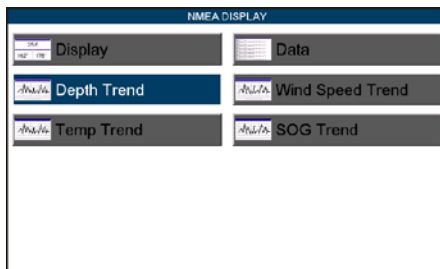 NMEA DISPLAY
Display
Data
Depth Trend
Wind Speed Trend
Temp Trend
SOG Trend